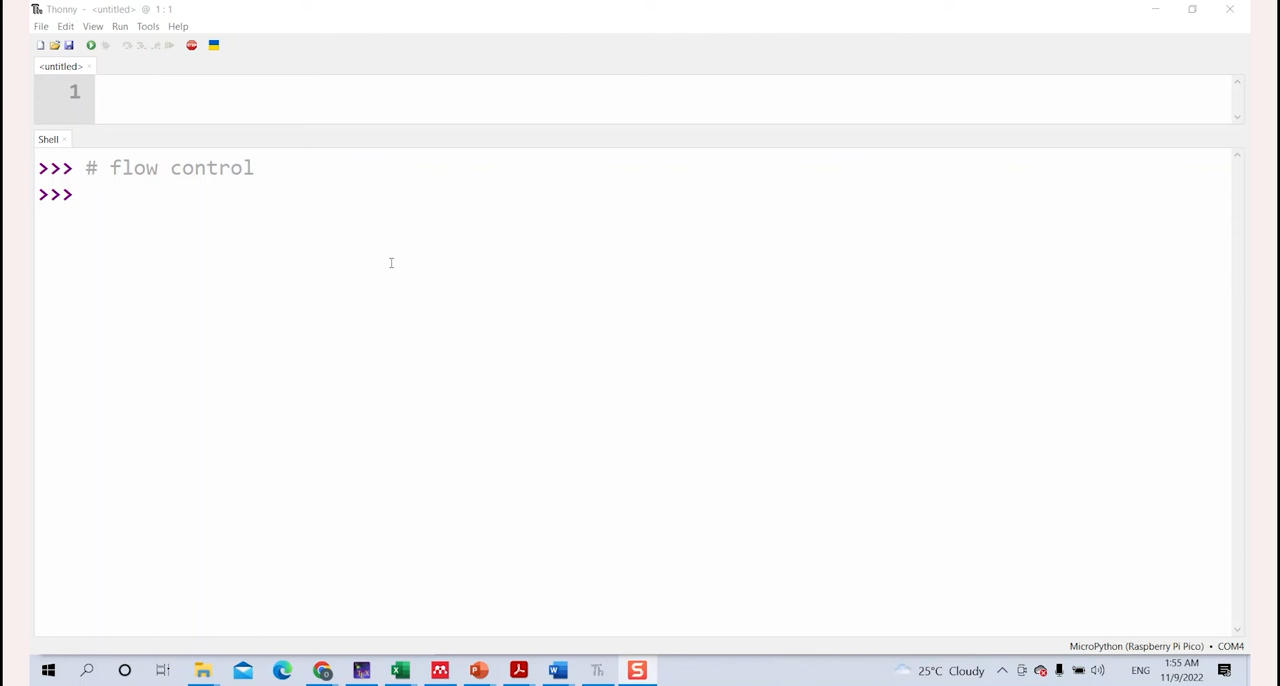 Thonny - <untitled> @ 1 : 1
File Edit View Run Tools Help
<untitled> ×
1
Shell ×
>>> # flow control
>>>
MicroPython (Raspberry Pi Pico) • COM4
25°C Cloudy ENG 1:55 AM
11/9/2022